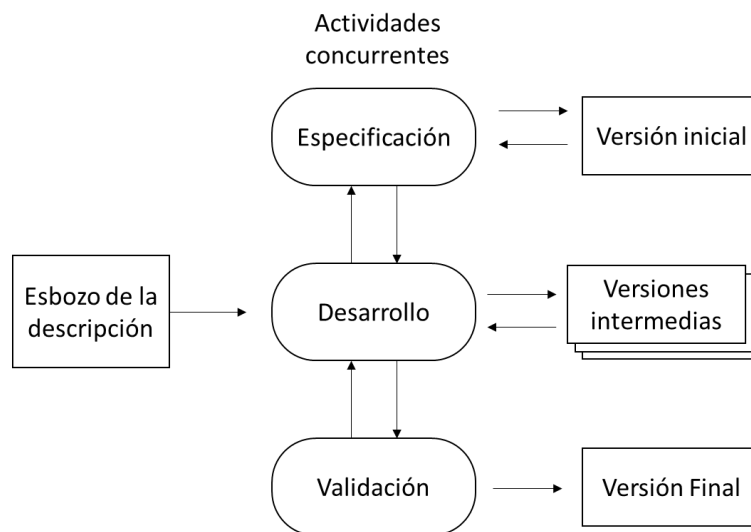 Actividades
concurrentes
Especificación
Versión inicial
Esbozo de la
descripción
Desarrollo
Versiones
intermedias
Validación
Versión Final